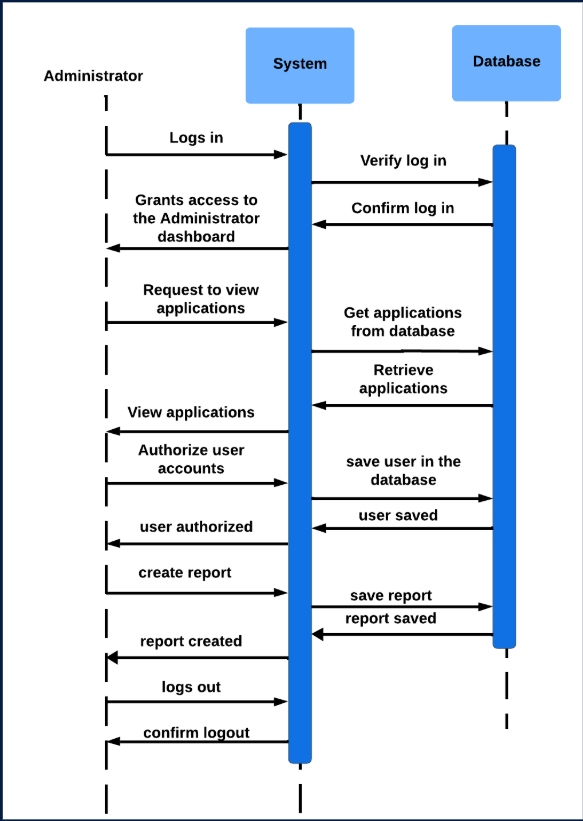 Administrator
System
Database
Logs in
Verify log in
Confirm log in
Grants access to
the Administrator
dashboard
Request to view
applications
Get applications
from database
Retrieve
applications
View applications
Authorize user
accounts
save user in the
database
user saved
user authorized
create report
save report
report saved
report created
logs out
confirm logout